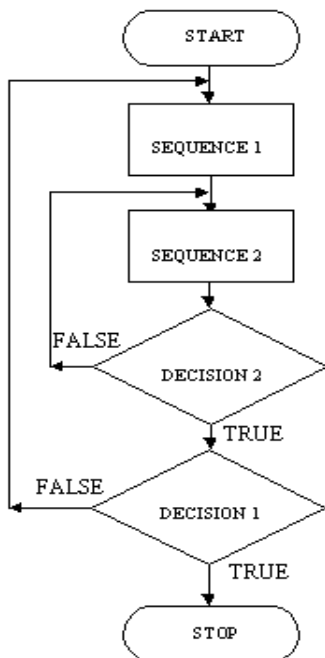 START
SEQUENCE 1
SEQUENCE 2
FALSE
DECISION 2
TRUE
FALSE
DECISION 1
TRUE
STOP